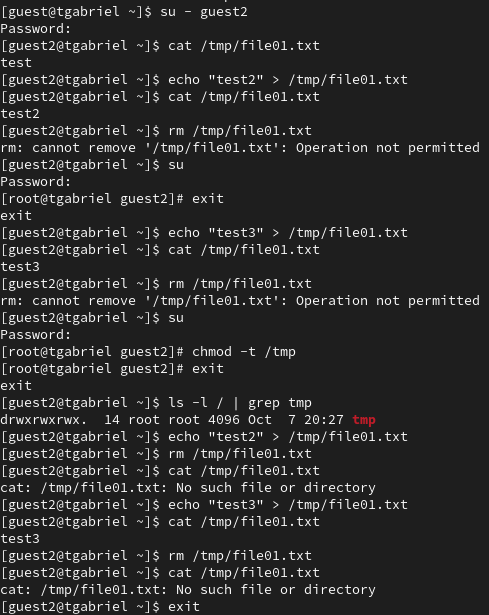 [guest@tgabriel ~]$ su - guest2
Password:
[guest2@tgabriel ~]$ cat /tmp/file01.txt
test
[guest2@tgabriel ~]$ echo "test2" > /tmp/file01.txt
[guest2@tgabriel ~]$ cat /tmp/file01.txt
test2
[guest2@tgabriel ~]$ rm /tmp/file01.txt
rm: cannot remove '/tmp/file01.txt': Operation not permitted
[guest2@tgabriel ~]$ su
Password:
[root@tgabriel guest2]# exit
exit
[guest2@tgabriel ~]$ echo "test3" > /tmp/file01.txt
[guest2@tgabriel ~]$ cat /tmp/file01.txt
test3
[guest2@tgabriel ~]$ rm /tmp/file01.txt
rm: cannot remove '/tmp/file01.txt': Operation not permitted
[guest2@tgabriel ~]$ su
Password:
[root@tgabriel guest2]# chmod -t /tmp
[root@tgabriel guest2]# exit
exit
[guest2@tgabriel ~]$ ls -l / | grep tmp
drwxrwxrwx.  14 root root 4096 Oct  7 20:27 tmp
[guest2@tgabriel ~]$ echo "test2" > /tmp/file01.txt
[guest2@tgabriel ~]$ rm /tmp/file01.txt
[guest2@tgabriel ~]$ cat /tmp/file01.txt
cat: /tmp/file01.txt: No such file or directory
[guest2@tgabriel ~]$ echo "test3" > /tmp/file01.txt
[guest2@tgabriel ~]$ cat /tmp/file01.txt
test3
[guest2@tgabriel ~]$ rm /tmp/file01.txt
[guest2@tgabriel ~]$ cat /tmp/file01.txt
cat: /tmp/file01.txt: No such file or directory
[guest2@tgabriel ~]$ exit